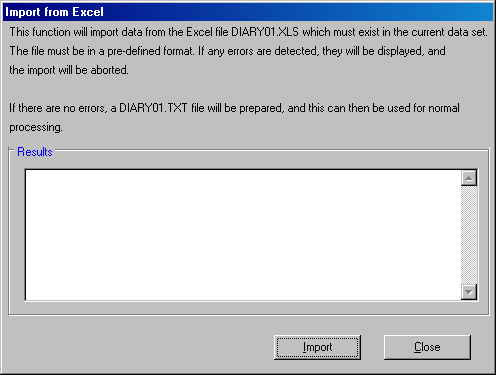 Import from Excel
This function will import data from the Excel file DIARY01.XLS which must exist in the current data set.
The file must be in a pre-defined format. If any errors are detected, they will be displayed, and
the import will be aborted.
If there are no errors, a DIARY01.TXT file will be prepared, and this can then be used for normal
processing.
Results
Import
Close